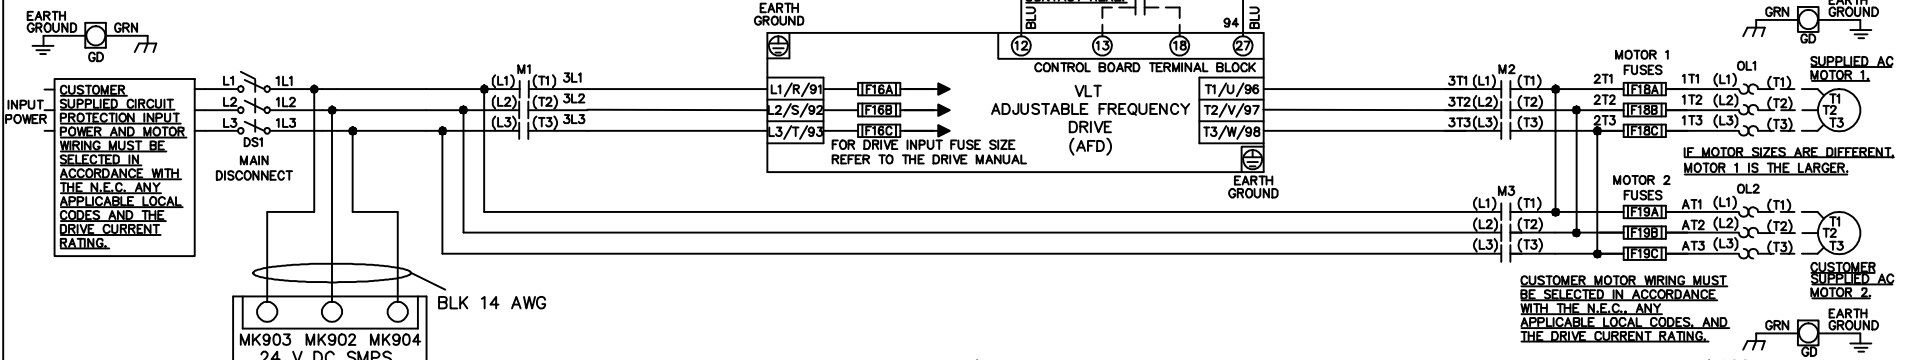 EARTH
GROUND
GRN
GD
INPUT
POWER
CUSTOMER
SUPPLIED CIRCUIT
PROTECTION INPUT
POWER AND MOTOR
WIRING MUST BE
SELECTED IN
ACCORDANCE WITH
THE N.E.C. ANY
APPLICABLE LOCAL
CODES AND THE
DRIVE CURRENT
RATING.
L1 1L1
L2 1L2
L3 1L3
DS1
MAIN
DISCONNECT
BLK 14 AWG
MK903 MK902 MK904
24 V DC SMPS
M1
(L1) (T1) 3L1
(L2) (T2) 3L2
(L3) (T3) 3L3
EARTH
GROUND
BLU
94
BLU
12
13
18
27
CONTROL BOARD TERMINAL BLOCK
L1/R/91
L2/S/92
L3/T/93
F16A
F16B
F16C
FOR DRIVE INPUT FUSE SIZE
REFER TO THE DRIVE MANUAL
VLT
ADJUSTABLE FREQUENCY
DRIVE
(AFD)
T1/U/96
T2/V/97
T3/W/98
EARTH
GROUND
M2
3T1 (L1) (T1)
3T2(L2) (T2)
3T3(L3) (T3)
M3
(L1) (T1)
(L2) (T2)
(L3) (T3)
MOTOR 1
FUSES
2T1 F18A 1T1 (L1)
2T2 F18B 1T2 (L2)
2T3 F18C 1T3 (L3)
OL1
(T1)
(T2)
(T3)
GRN
GD
EARTH
GROUND
SUPPLIED AC
MOTOR 1.
T1
T2
T3
IF MOTOR SIZES ARE DIFFERENT,
MOTOR 1 IS THE LARGER.
MOTOR 2
FUSES
F19A AT1 (L1)
F19B AT2 (L2)
F19C AT3 (L3)
OL2
(T1)
(T2)
(T3)
T1
T2
T3
CUSTOMER
SUPPLIED AC
MOTOR 2.
CUSTOMER MOTOR WIRING MUST
BE SELECTED IN ACCORDANCE
WITH THE N.E.C., ANY
APPLICABLE LOCAL CODES, AND
THE DRIVE CURRENT RATING.
GRN
GD
EARTH
GROUND